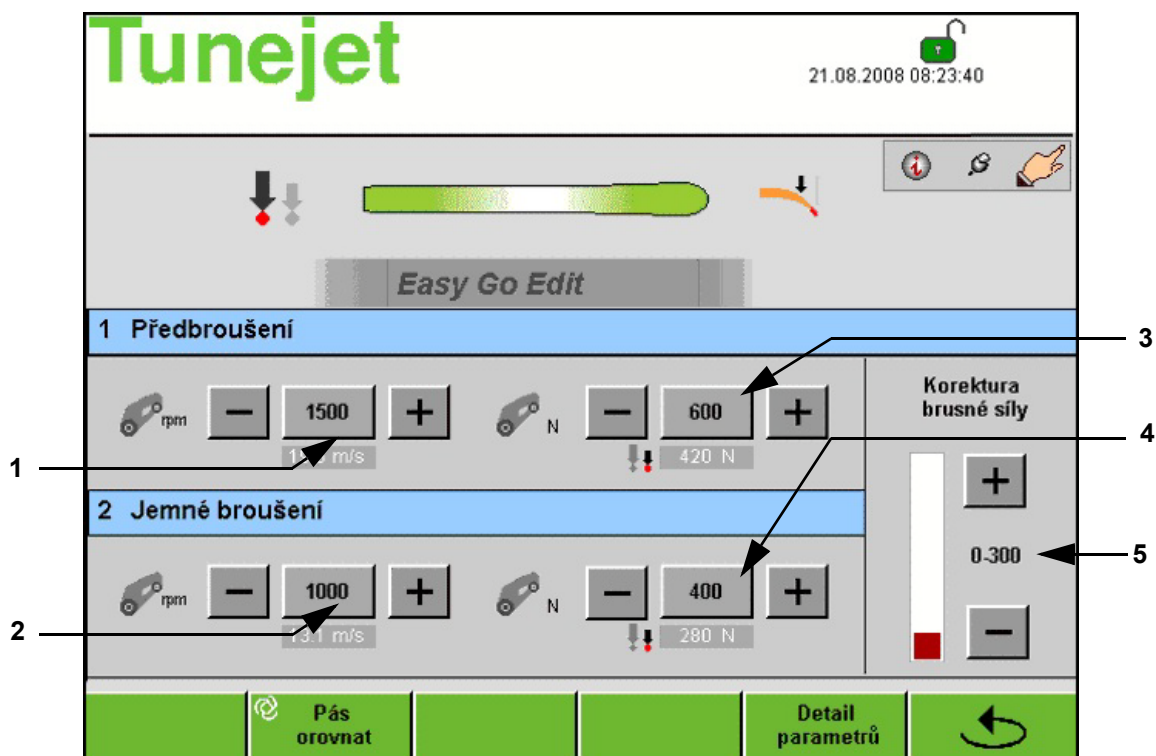 Tunejet
21.08.2008 08:23:40
Easy Go Edit
1 Předbroušení
3
Korektura
brusné síly
rpm
1500
N
600
4
1
m/s
420 N
2 Jemné broušení
0-300
5
rpm
1000
N
400
2
13.1 m/s
280 N
Pás
orovnat
Detail
parametrů